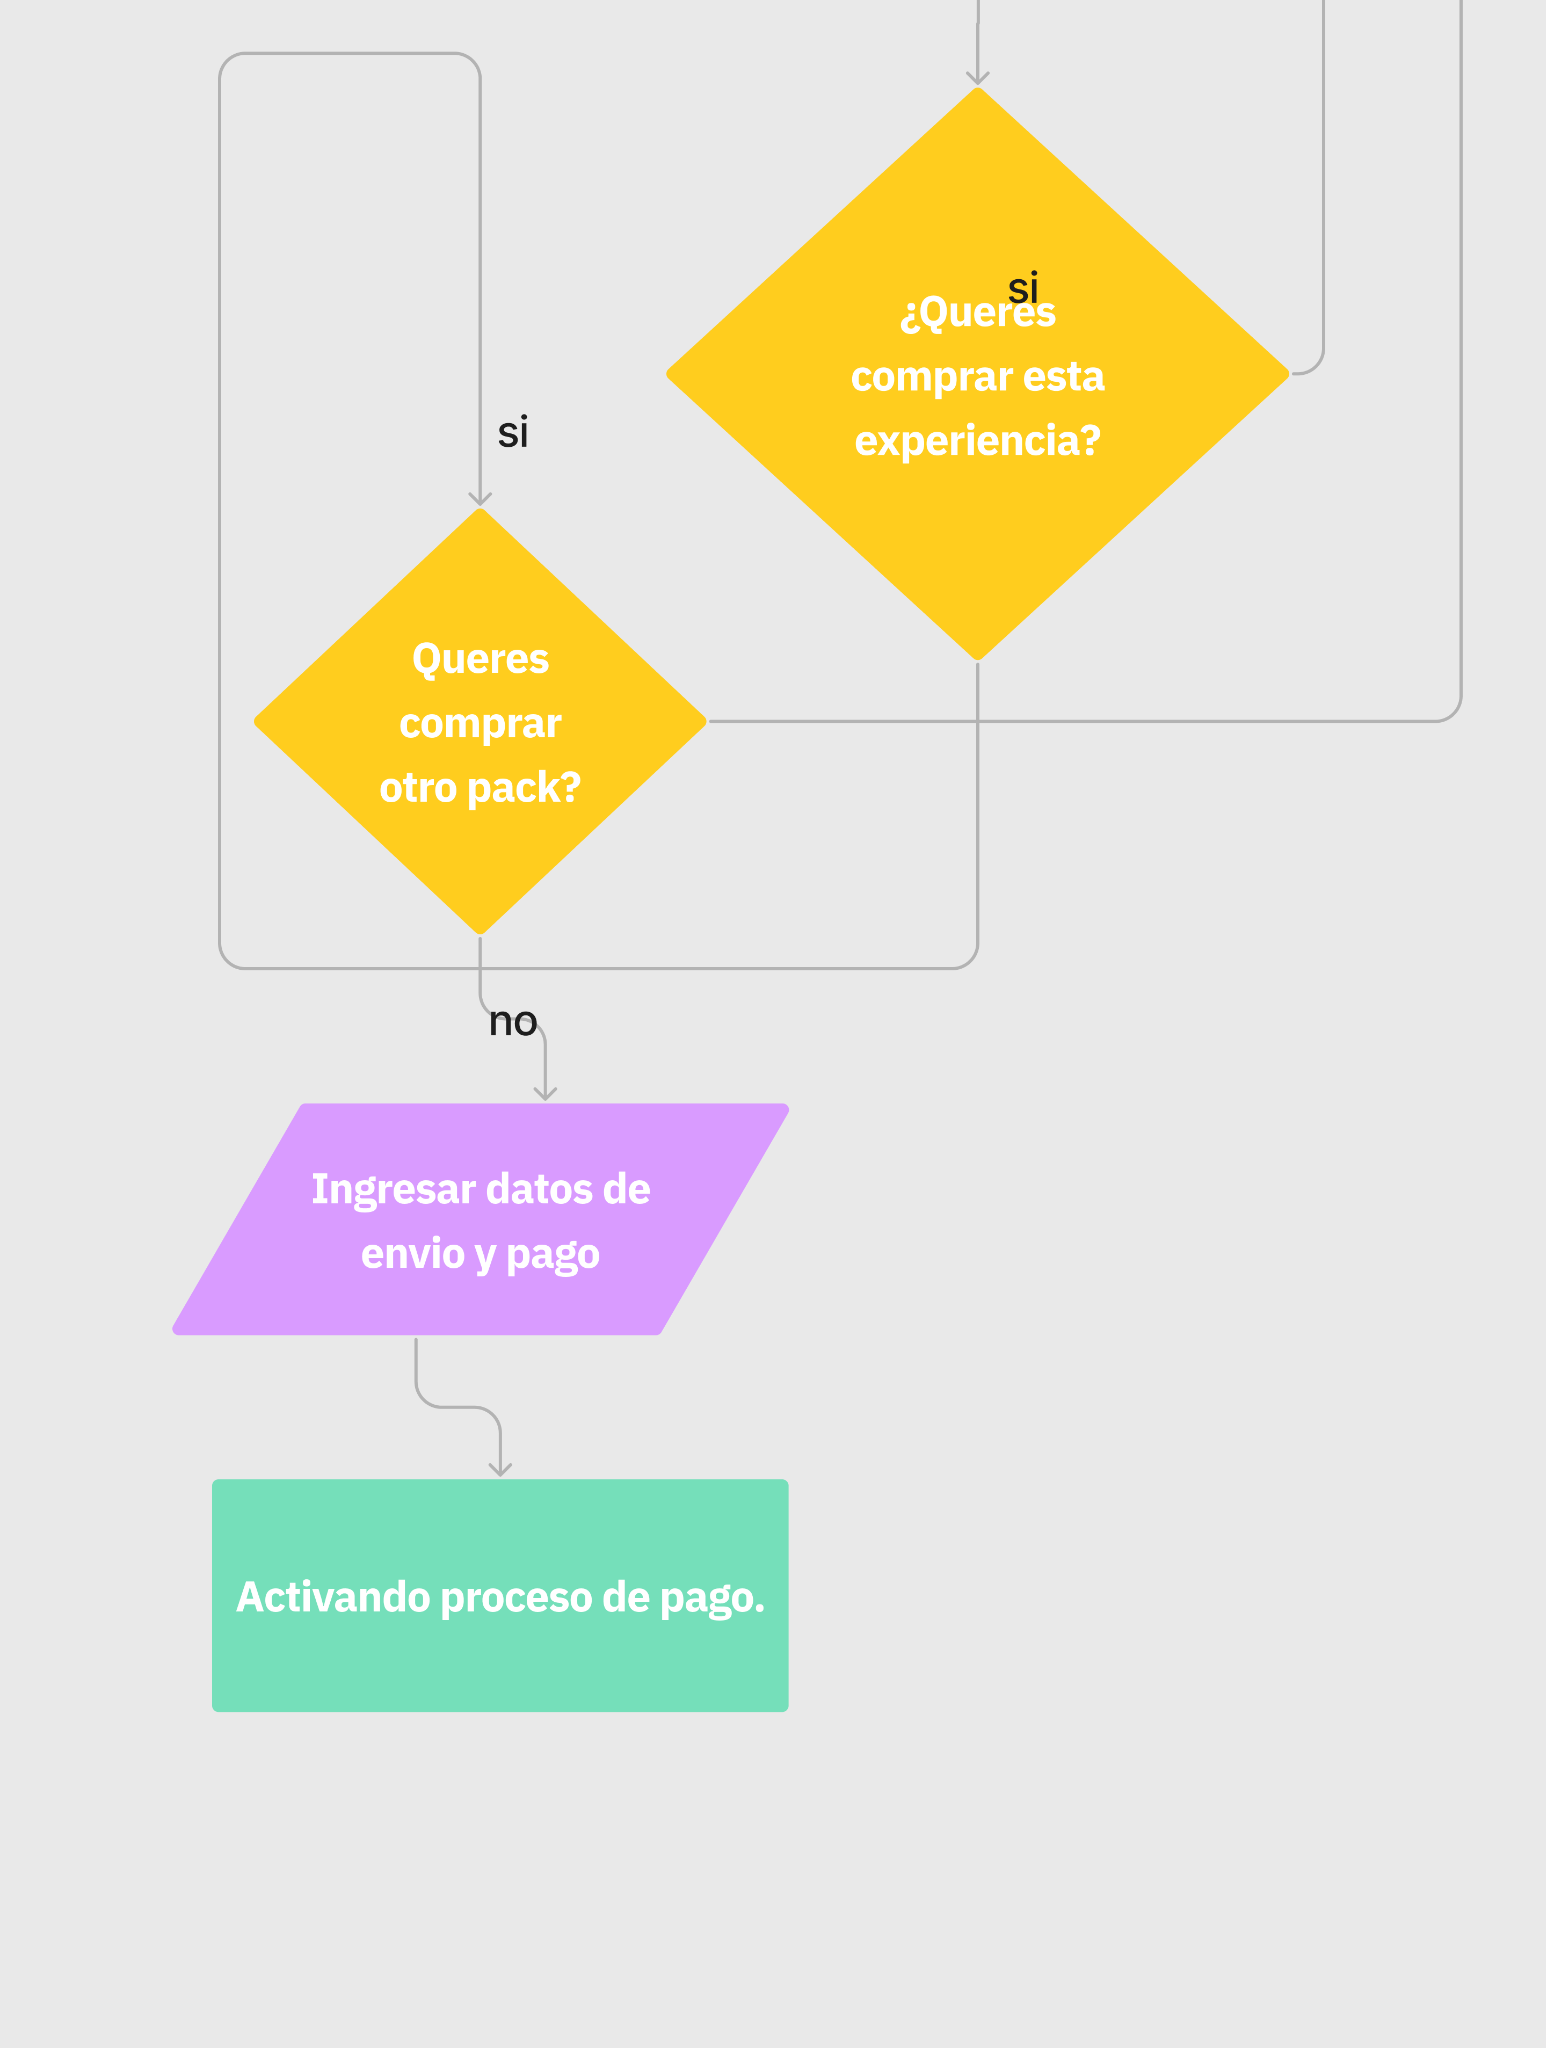 si
¿Queres
comprar esta
experiencia?
si
Queres
comprar
otro pack?
no
Ingresar datos de
envio y pago
Activando proceso de pago.